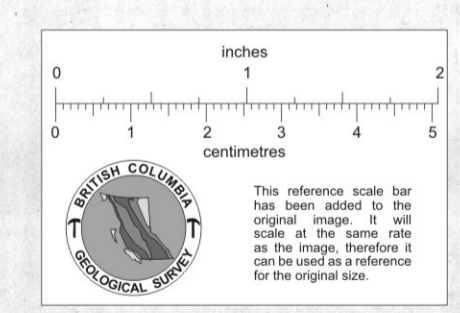 inches
0 1 2
0 1 2 3 4 5
centimetres
BRITISH COLUMBIA
GEOLOGICAL SURVEY
This reference scale bar
has been added to the
original image. It will
scale at the same rate
as the image, therefore it
can be used as a reference
for the original size.